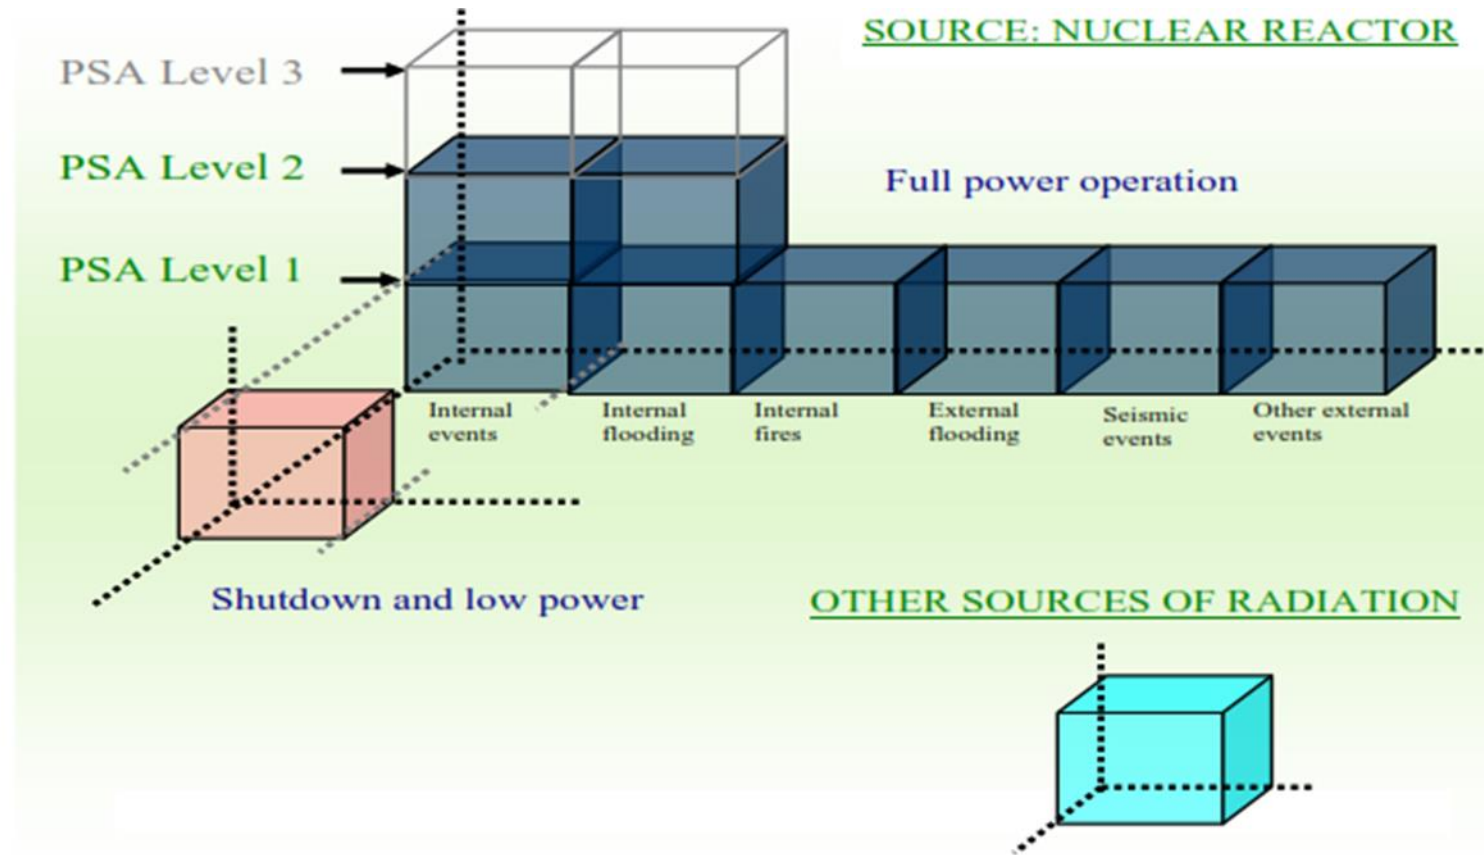 SOURCE: NUCLEAR REACTOR
PSA Level 3
PSA Level 2
Full power operation
PSA Level 1
Internal
events
Internal
flooding
Internal
fires
External
flooding
Seismic
events
Other external
events
Shutdown and low power
OTHER SOURCES OF RADIATION